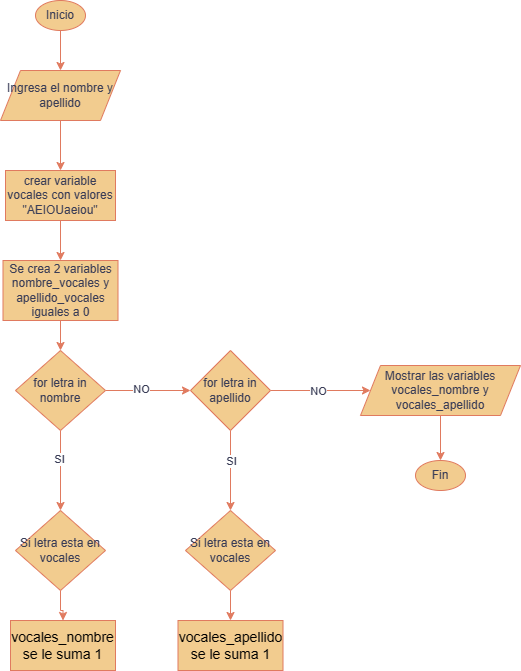 Inicio
Ingresa el nombre y
apellido
crear variable
vocales con valores
"AEIOUaeiou"
Se crea 2 variables
nombre_vocales y
apellido_vocales
iguales a 0
for letra in
nombre
NO
for letra in
apellido
NO
Mostrar las variables
vocales_nombre y
vocales_apellido
Fin
SI
SI
Si letra esta en
vocales
Si letra esta en
vocales
vocales_nombre
se le suma 1
vocales_apellido
se le suma 1